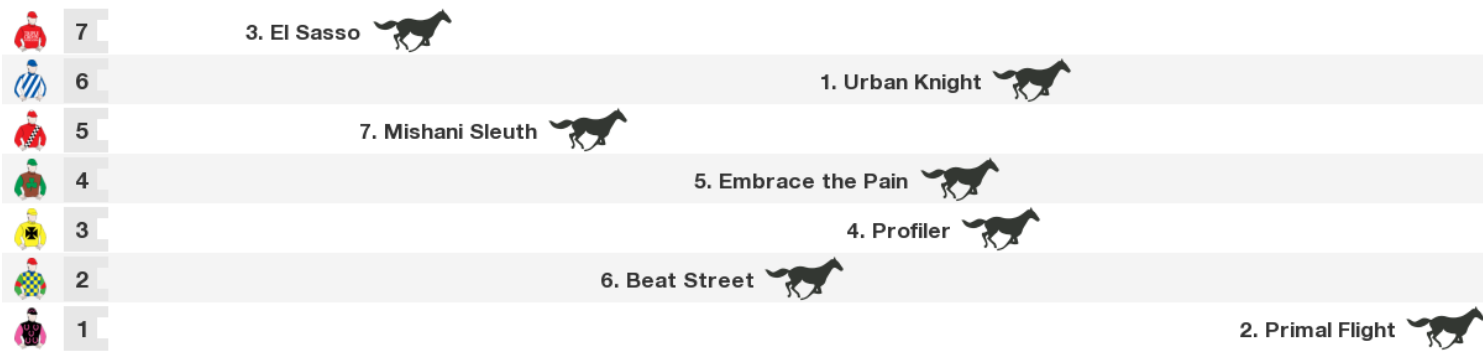 7 3. El Sasso
6 1. Urban Knight
5 7. Mishani Sleuth
4 5. Embrace the Pain
3 4. Profiler
2 6. Beat Street
1 2. Primal Flight